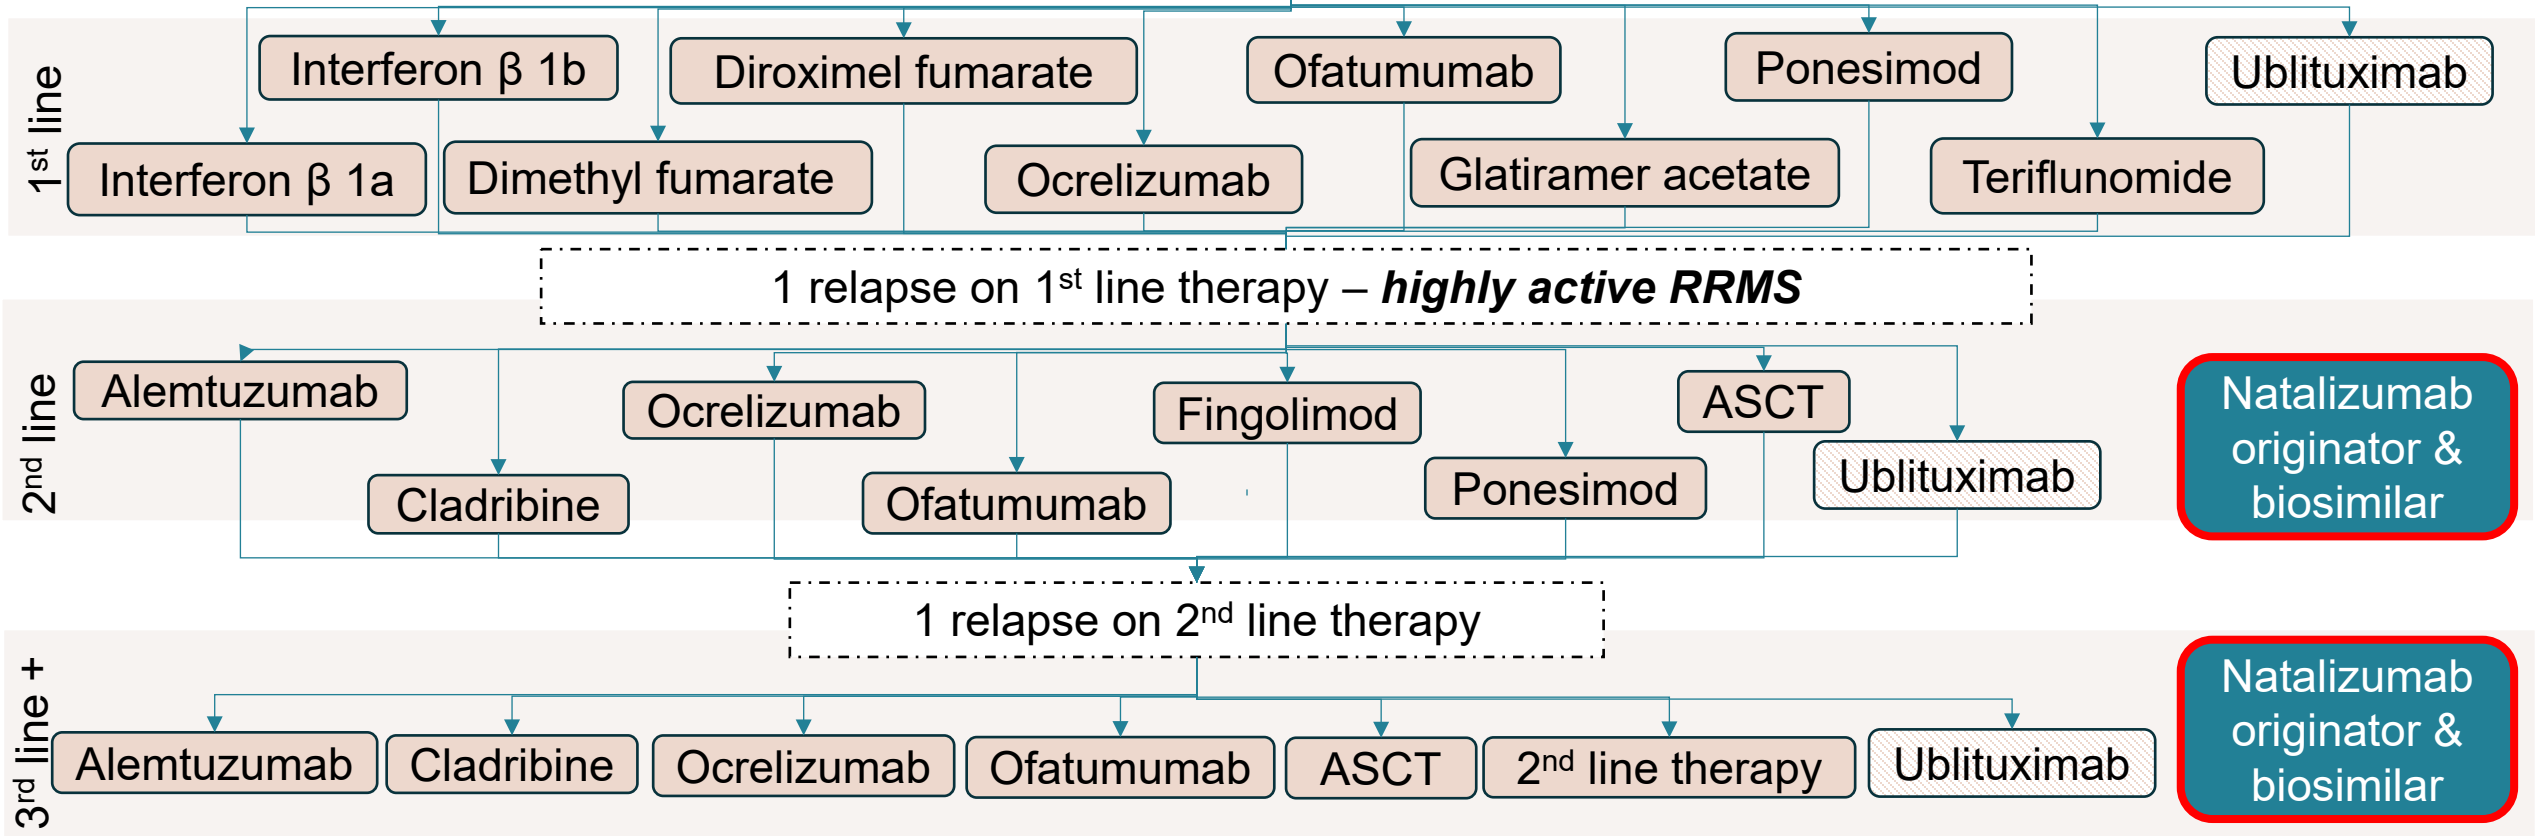 1st line
Interferon β 1b
Diroximel fumarate
Ofatumumab
Ponesimod
Ublituximab
Interferon β 1a
Dimethyl fumarate
Ocrelizumab
Glatiramer acetate
Teriflunomide
1 relapse on 1st line therapy – highly active RRMS
2nd line
Alemtuzumab
Ocrelizumab
Fingolimod
ASCT
Cladribine
Ofatumumab
Ponesimod
Ublituximab
Natalizumab
originator &
biosimilar
1 relapse on 2nd line therapy
3rd line +
Alemtuzumab
Cladribine
Ocrelizumab
Ofatumumab
ASCT
2nd line therapy
Ublituximab
Natalizumab
originator &
biosimilar